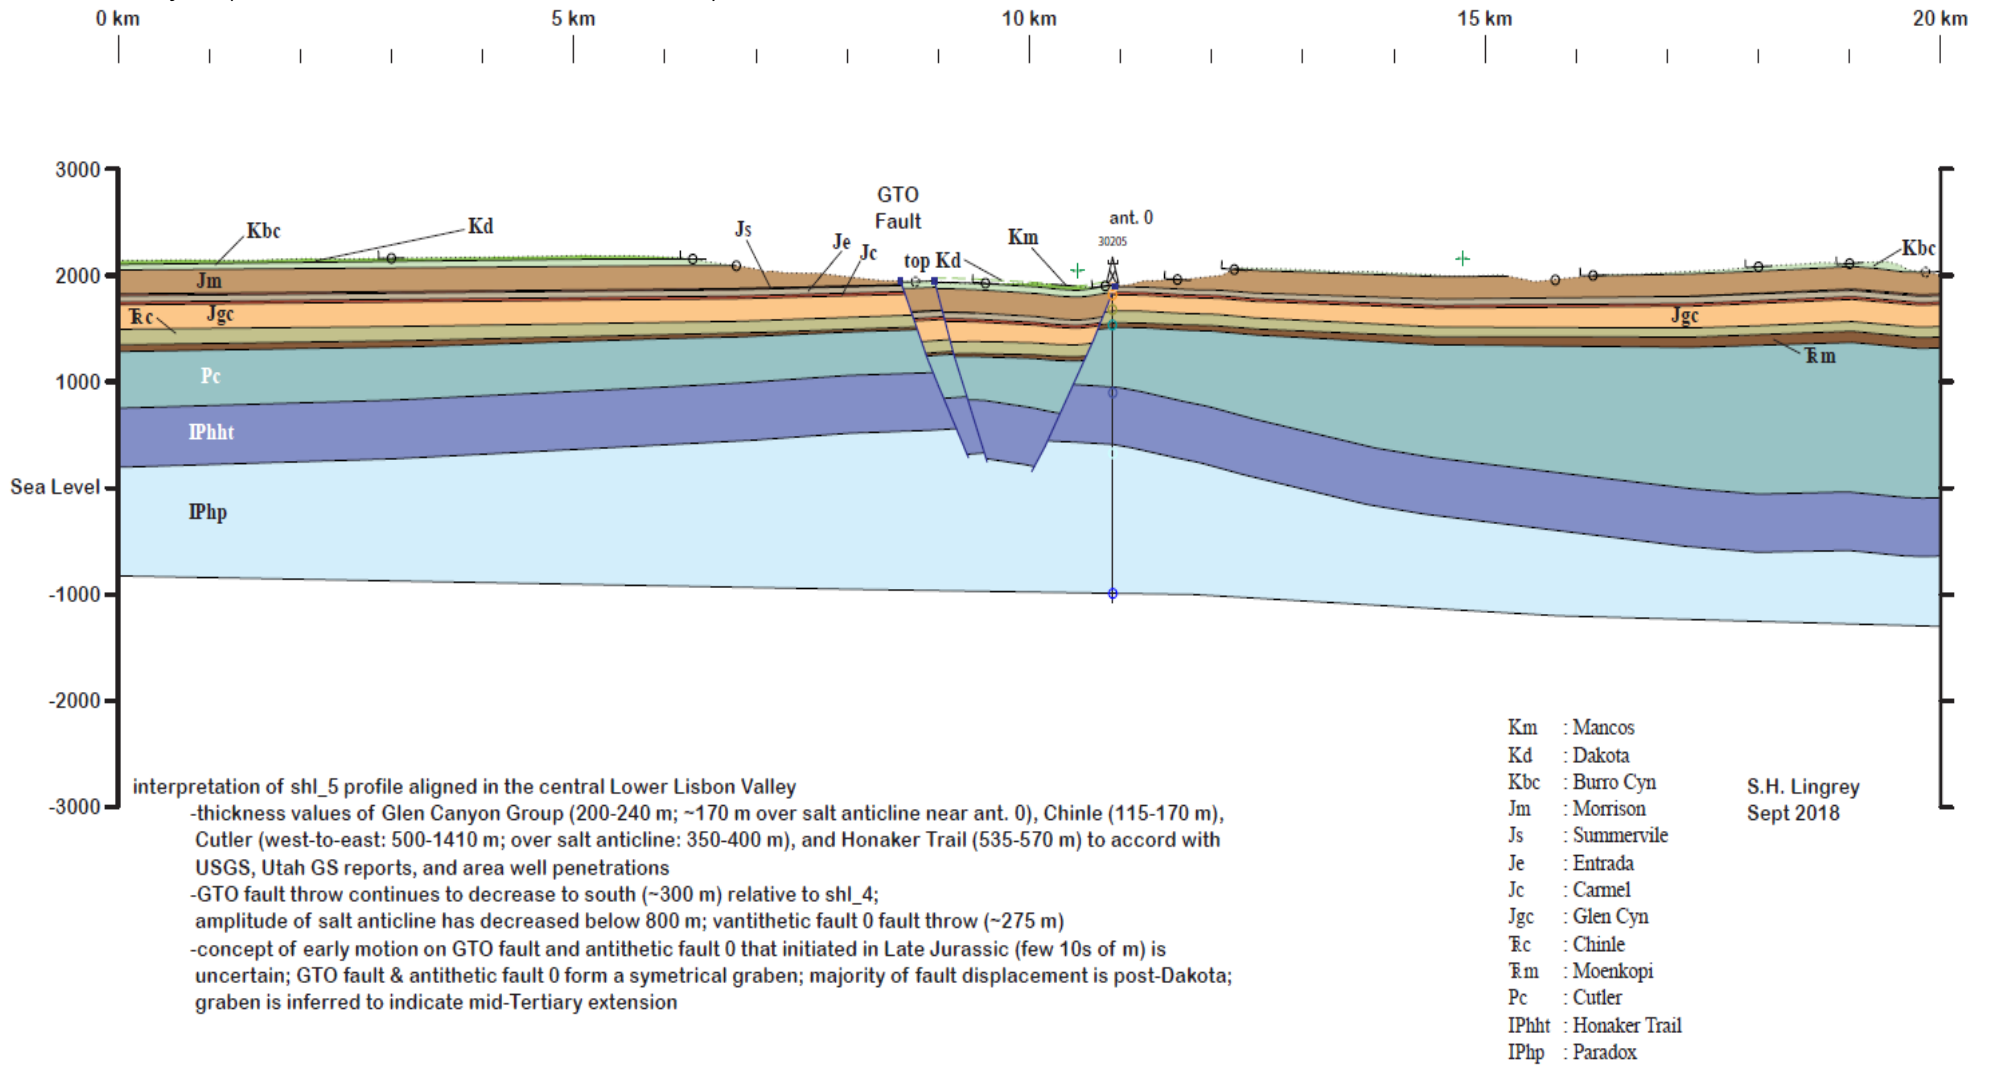 0 km 5 km 10 km 15 km 20 km
3000
2000
1000
Sea Level
-1000
-2000
-3000
GTO
Fault
ant. 0
30205
Kbc
Kd
Js
Je
Jc
top Kd
Km
Kbc
Jm
Ƭc
Jgc
Jgc
Ƭm
Pc
IPhht
IPhp
interpretation of shl_5 profile aligned in the central Lower Lisbon Valley
-thickness values of Glen Canyon Group (200-240 m; ~170 m over salt anticline near ant. 0), Chinle (115-170 m),
Cutler (west-to-east: 500-1410 m; over salt anticline: 350-400 m), and Honaker Trail (535-570 m) to accord with
USGS, Utah GS reports, and area well penetrations
-GTO fault throw continues to decrease to south (~300 m) relative to shl_4;
amplitude of salt anticline has decreased below 800 m; vantithetic fault 0 fault throw (~275 m)
-concept of early motion on GTO fault and antithetic fault 0 that initiated in Late Jurassic (few 10s of m) is
uncertain; GTO fault & antithetic fault 0 form a symetrical graben; majority of fault displacement is post-Dakota;
graben is inferred to indicate mid-Tertiary extension
Km : Mancos
Kd : Dakota
Kbc : Burro Cyn
Jm : Morrison
Js : Summervile
Je : Entrada
Jc : Carmel
Jgc : Glen Cyn
Ƭc : Chinle
Ƭm : Moenkopi
Pc : Cutler
IPhht : Honaker Trail
IPhp : Paradox
S.H. Lingrey
Sept 2018